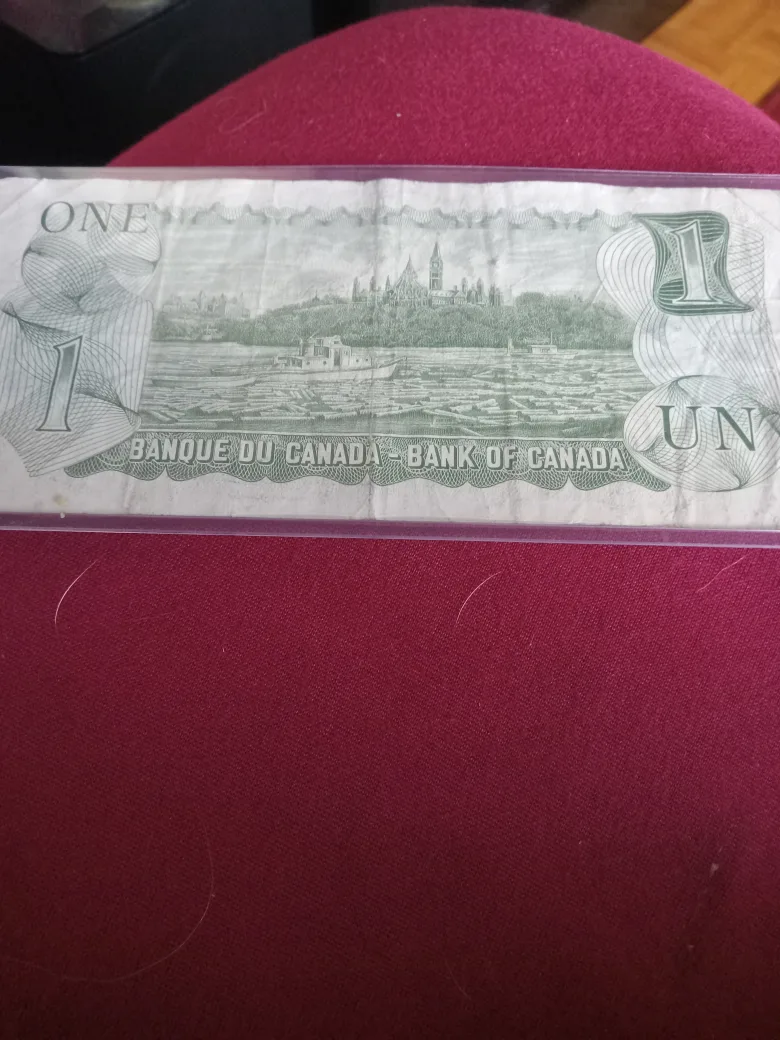 ONE
1
1
UN
BANQUE DU CANADA - BANK OF CANADA